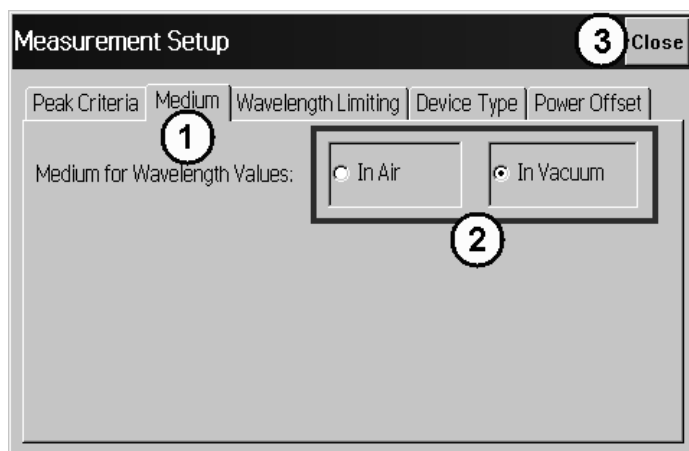 Measurement Setup
3
Close
Peak Criteria
Medium
Wavelength Limiting
Device Type
Power Offset
1
Medium for Wavelength Values:
In Air
In Vacuum
2